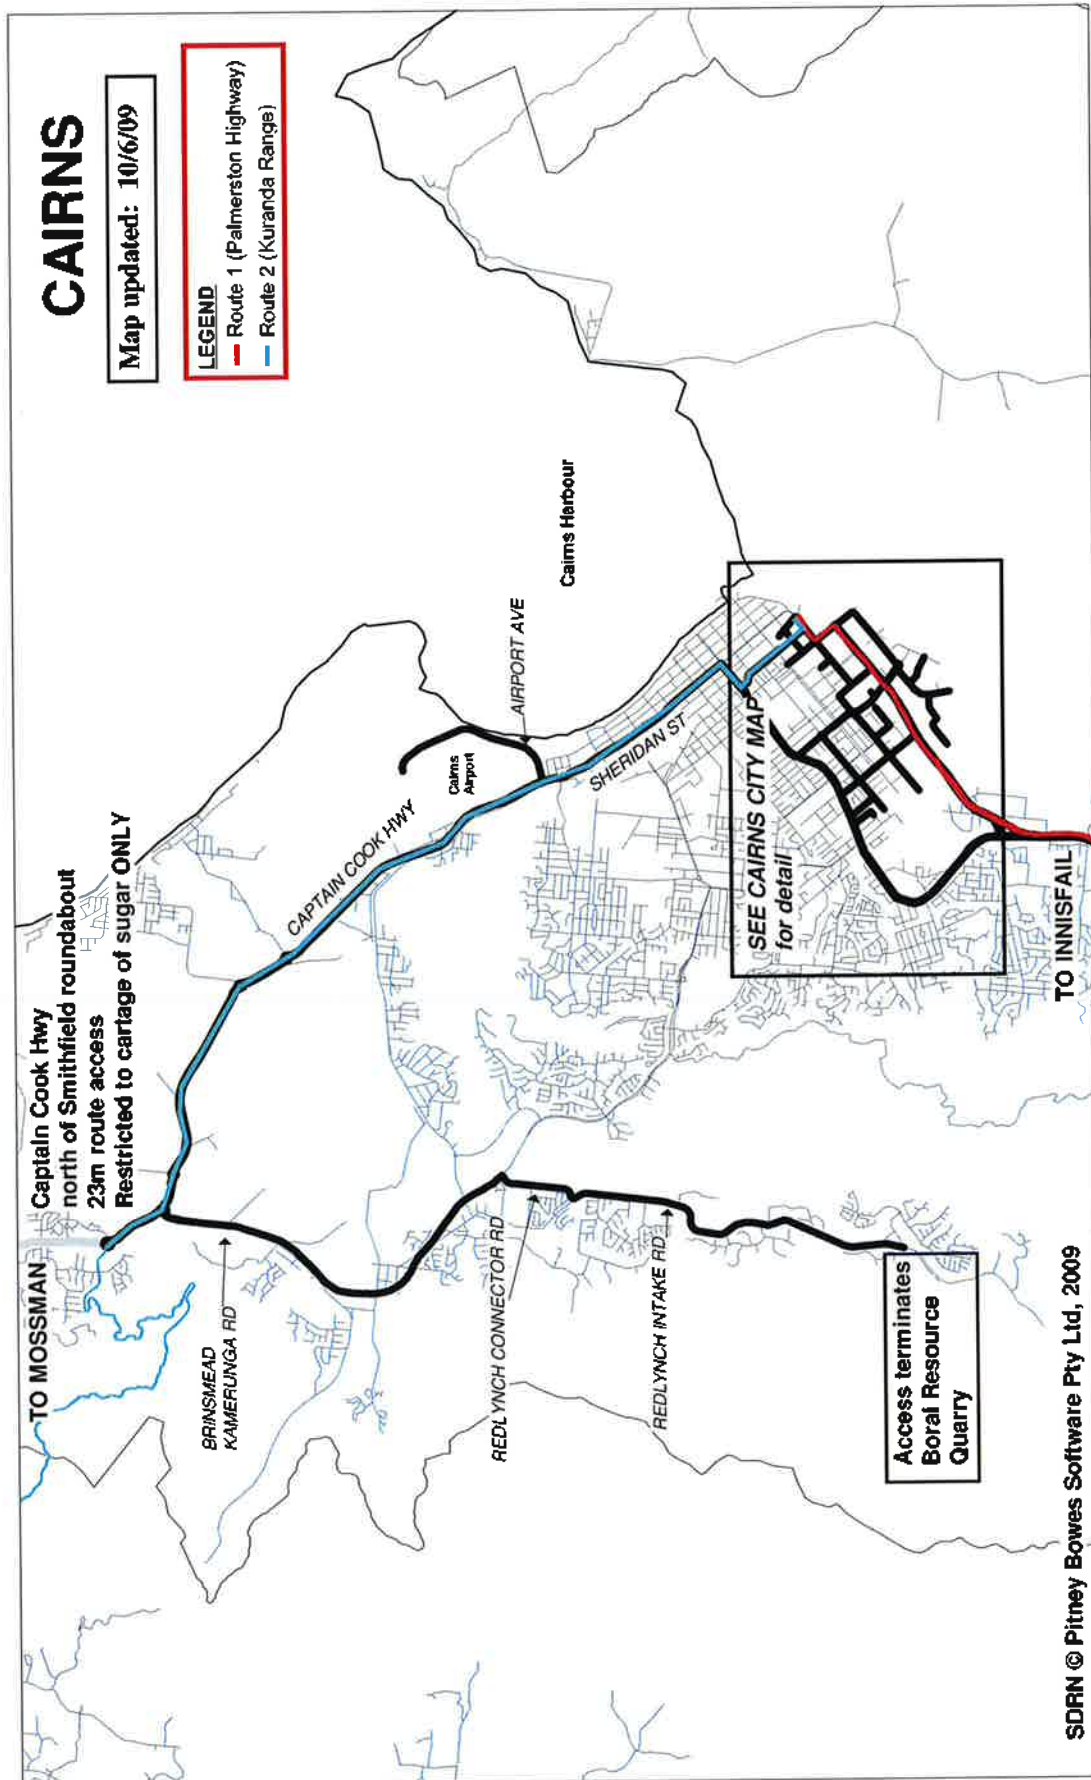 CAIRNS
Map updated: 10/6/09
LEGEND
Route 1 (Palmerston Highway)
Route 2 (Kuranda Range)
TO MOSSMAN
Captain Cook Hwy
north of Smithfield roundabout
23m route access
Restricted to cartage of sugar ONLY
BRINSMEAD
KAMERUNGA RD
CAPTAIN COOK HWY
Cairns
Airport
AIRPORT AVE
Cairns Harbour
SHERIDAN ST
REDLYNCH CONNECTOR RD
REDLYNCH INTAKE RD
SEE CAIRNS CITY MAP
for detail
Access terminates
Boral Resource
Quarry
TO INNISFAIL
SDRN © Pitney Bowes Software Pty Ltd, 2009